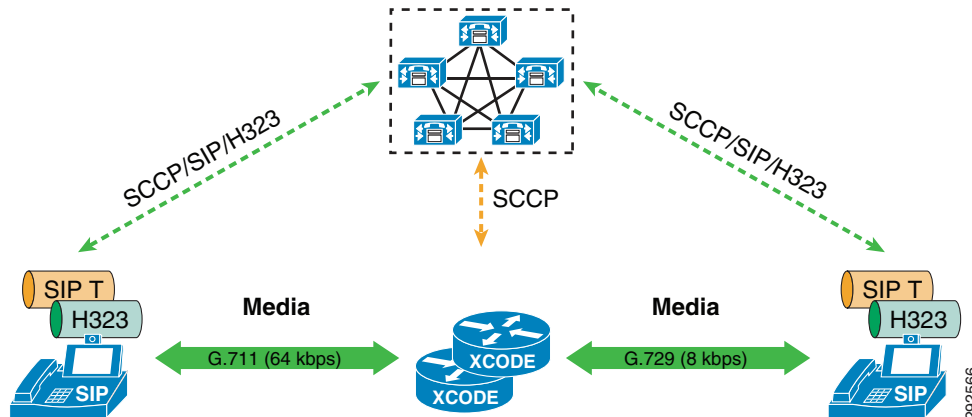 SCCP/SIP/H323
SCCP/SIP/H323
SCCP
SIP T
H323
SIP
Media
G.711 (64 kbps)
XCODE
XCODE
Media
G.729 (8 kbps)
SIP T
H323
SIP